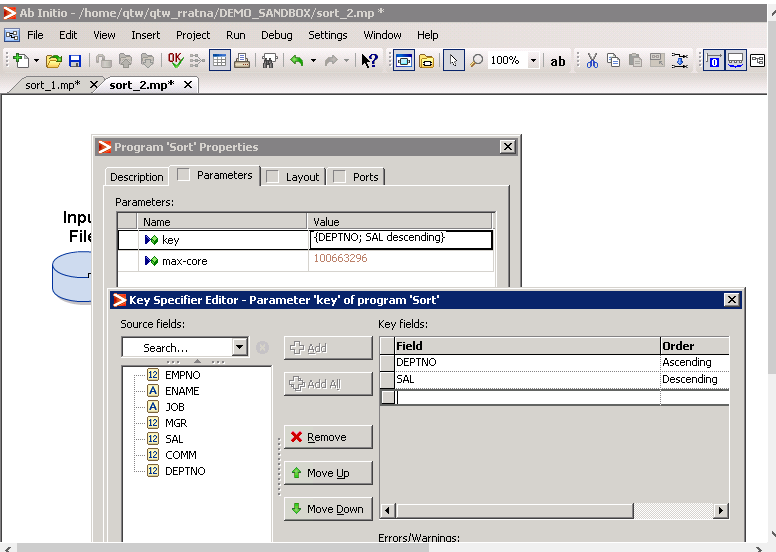 Ab Initio - /home/qtw/qtw_rratna/DEMO_SANDBOX/sort_2.mp *
File Edit View Insert Project Run Debug Settings Window Help
100% ab
sort_1.mp* sort_2.mp*
Program 'Sort' Properties
Description Parameters Layout Ports
Parameters:
Name Value
key {DEPTNO; SAL descending}
max-core 100663296
Inpu
File
Key Specifier Editor - Parameter 'key' of program 'Sort'
Source fields: Key fields:
Search... Add Field Order
DEPTNO Ascending
SAL Descending
12 EMPNO Add All
A ENAME
A JOB
12 MGR
12 SAL Remove
12 COMM
12 DEPTNO Move Up
Move Down
Errors/Warnings: